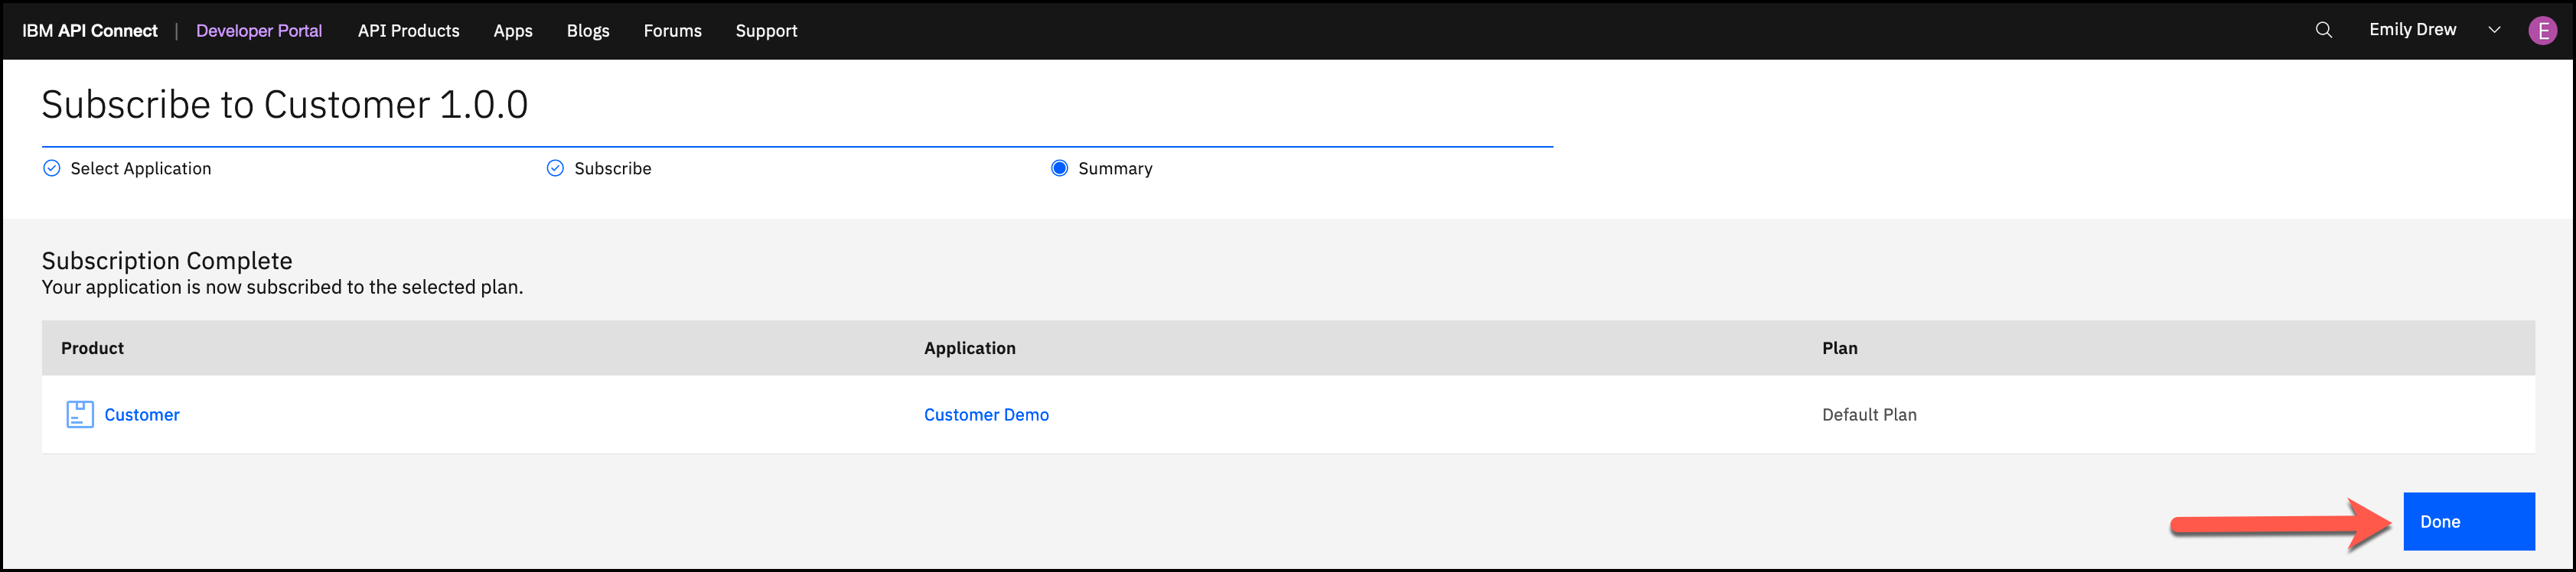 IBM API Connect | Developer Portal API Products Apps Blogs Forums Support Emily Drew E
Subscribe to Customer 1.0.0
Select Application Subscribe Summary
Subscription Complete
Your application is now subscribed to the selected plan.
Product Application Plan
Customer Customer Demo Default Plan
Done